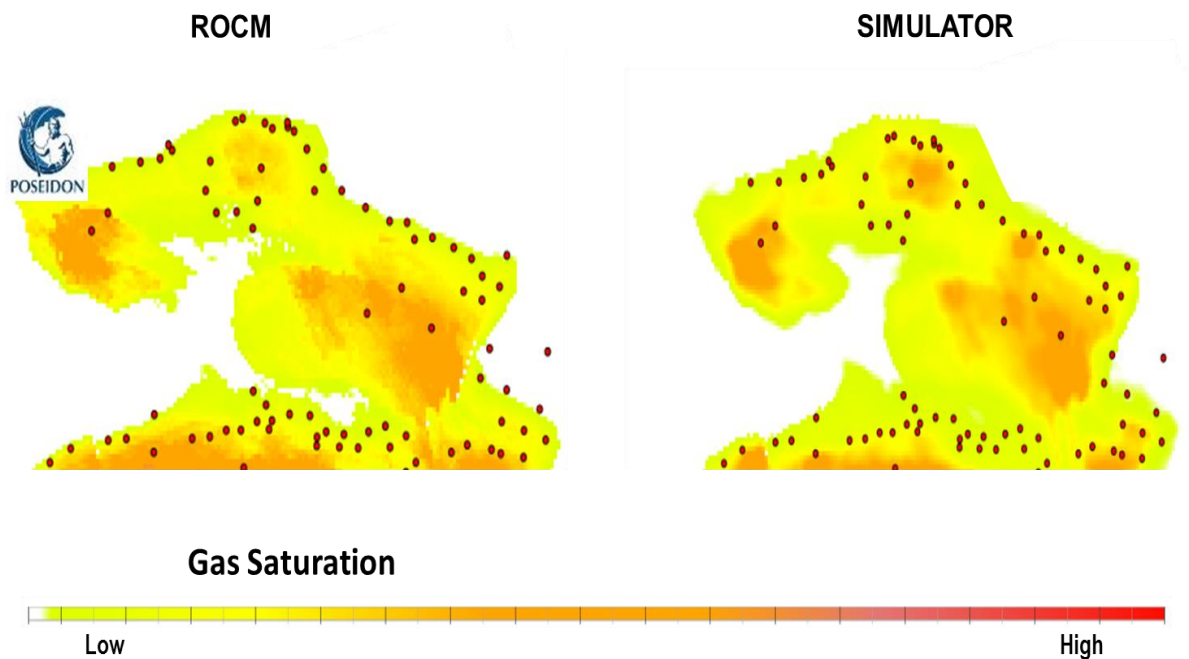 ROCM
SIMULATOR
POSEIDON
Gas Saturation
Low
High